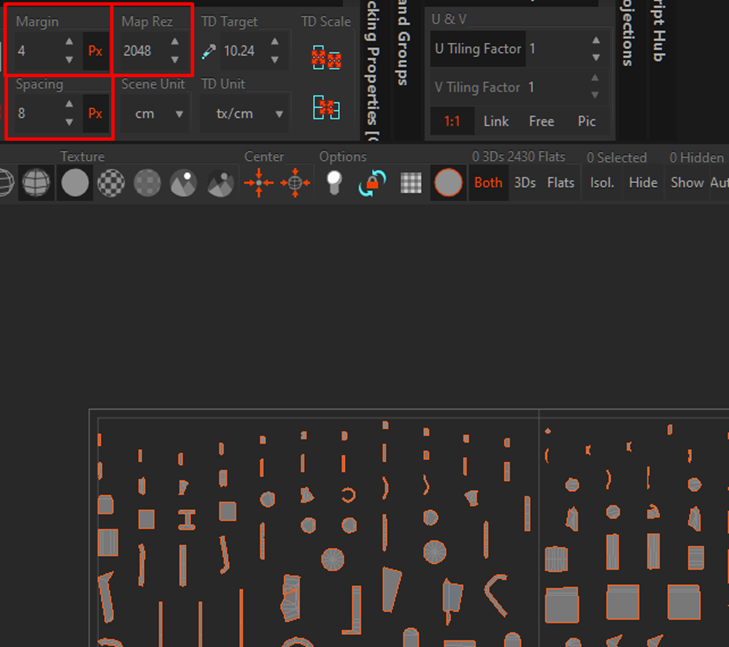 Margin Map Rez TD Target TD Scale
4 Px 2048 10.24
Spacing Scene Unit TD Unit
8 Px cm tx/cm
cking Properties [
and Groups
U & V
U Tiling Factor 1
V Tiling Factor 1
1:1 Link Free Pic
ojections
ript Hub
Texture Center Options 0 3Ds 2430 Flats 0 Selected 0 Hidden
Both 3Ds Flats Isol. Hide Show Aut